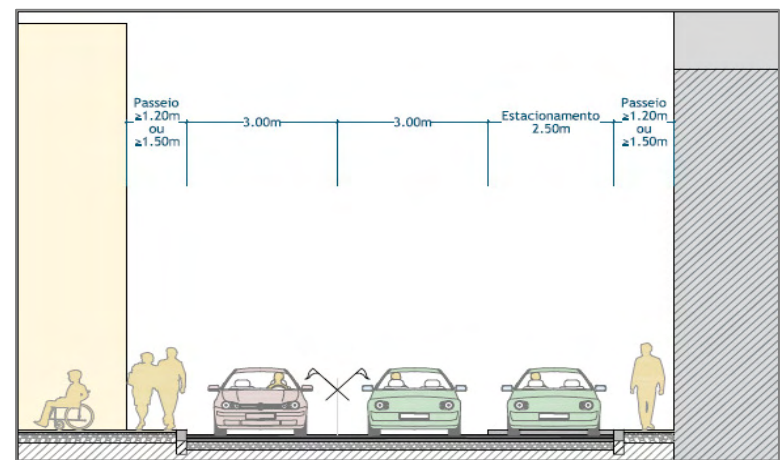 Passeio
≥1.20m
ou
≥1.50m
3.00m
3.00m
Estacionamento
2.50m
Passeio
≥1.20m
ou
≥1.50m